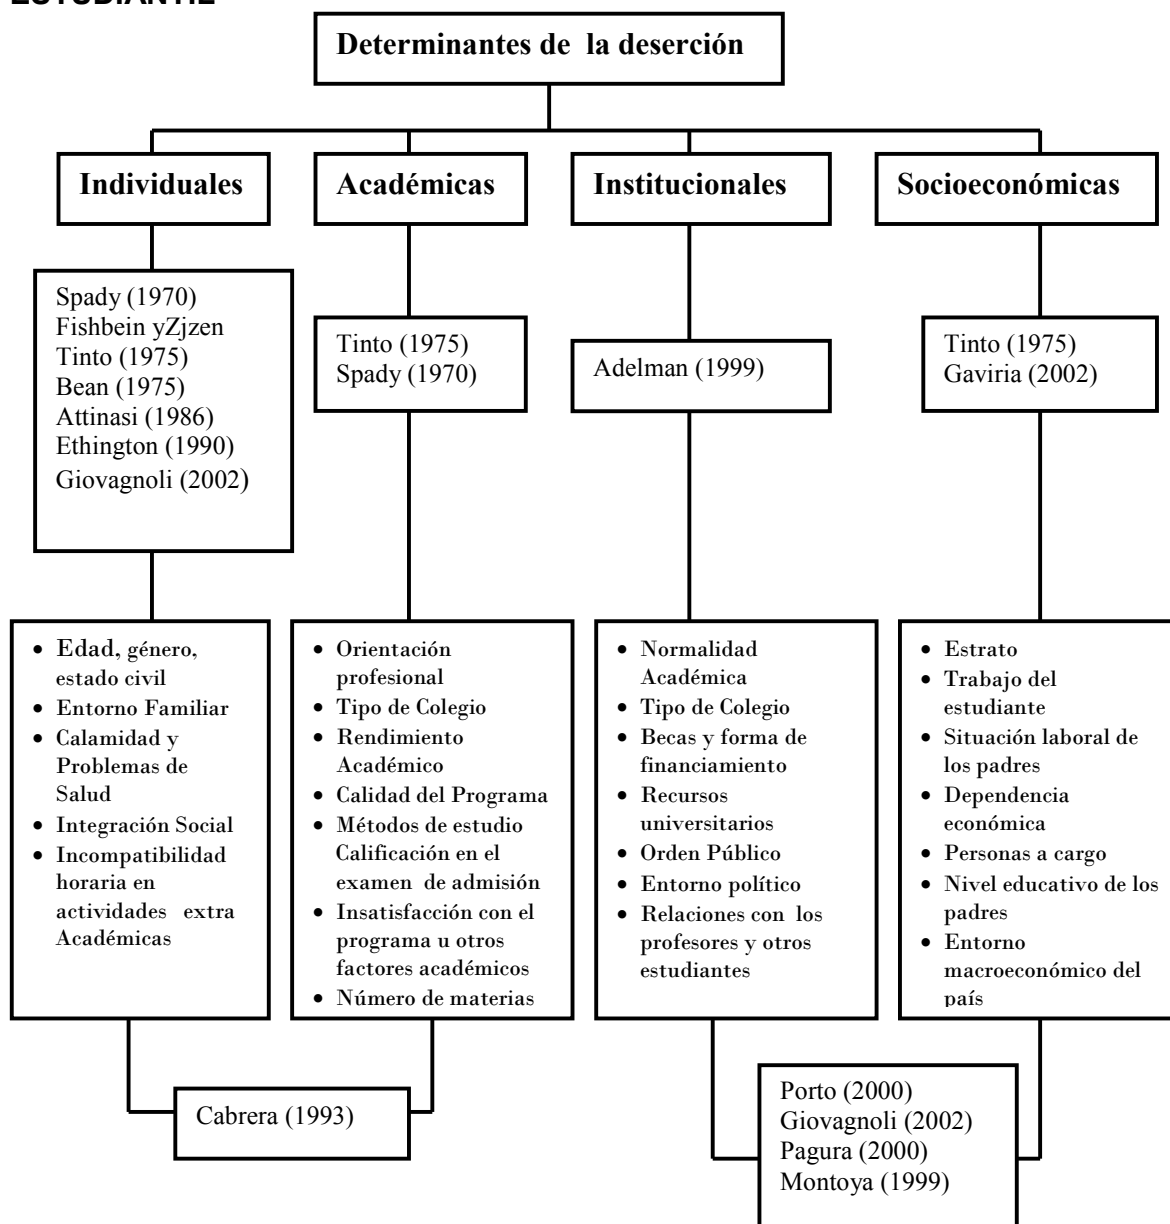 ESTUDIANTIL
Determinantes de la deserción
Individuales
Académicas
Institucionales
Socioeconómicas
Spady (1970)
Fishbein yZjzen
Tinto (1975)
Bean (1975)
Attinasi (1986)
Ethington (1990)
Giovagnoli (2002)
Tinto (1975)
Spady (1970)
Adelman (1999)
Tinto (1975)
Gaviria (2002)
• Edad, género,
estado civil
• Entorno Familiar
• Calamidad y
Problemas de
Salud
• Integración Social
• Incompatibilidad
horaria en
actividades extra
Académicas
• Orientación
profesional
• Tipo de Colegio
• Rendimiento
Académico
• Calidad del Programa
• Métodos de estudio
Calificación en el
examen de admisión
• Insatisfacción con el
programa u otros
factores académicos
• Número de materias
• Normalidad
Académica
• Tipo de Colegio
• Becas y forma de
financiamiento
• Recursos
universitarios
• Orden Público
• Entorno político
• Relaciones con los
profesores y otros
estudiantes
• Estrato
• Trabajo del
estudiante
• Situación laboral de
los padres
• Dependencia
económica
• Personas a cargo
• Nivel educativo de los
padres
• Entorno
macroeconómico del
país
Cabrera (1993)
Porto (2000)
Giovagnoli (2002)
Pagura (2000)
Montoya (1999)